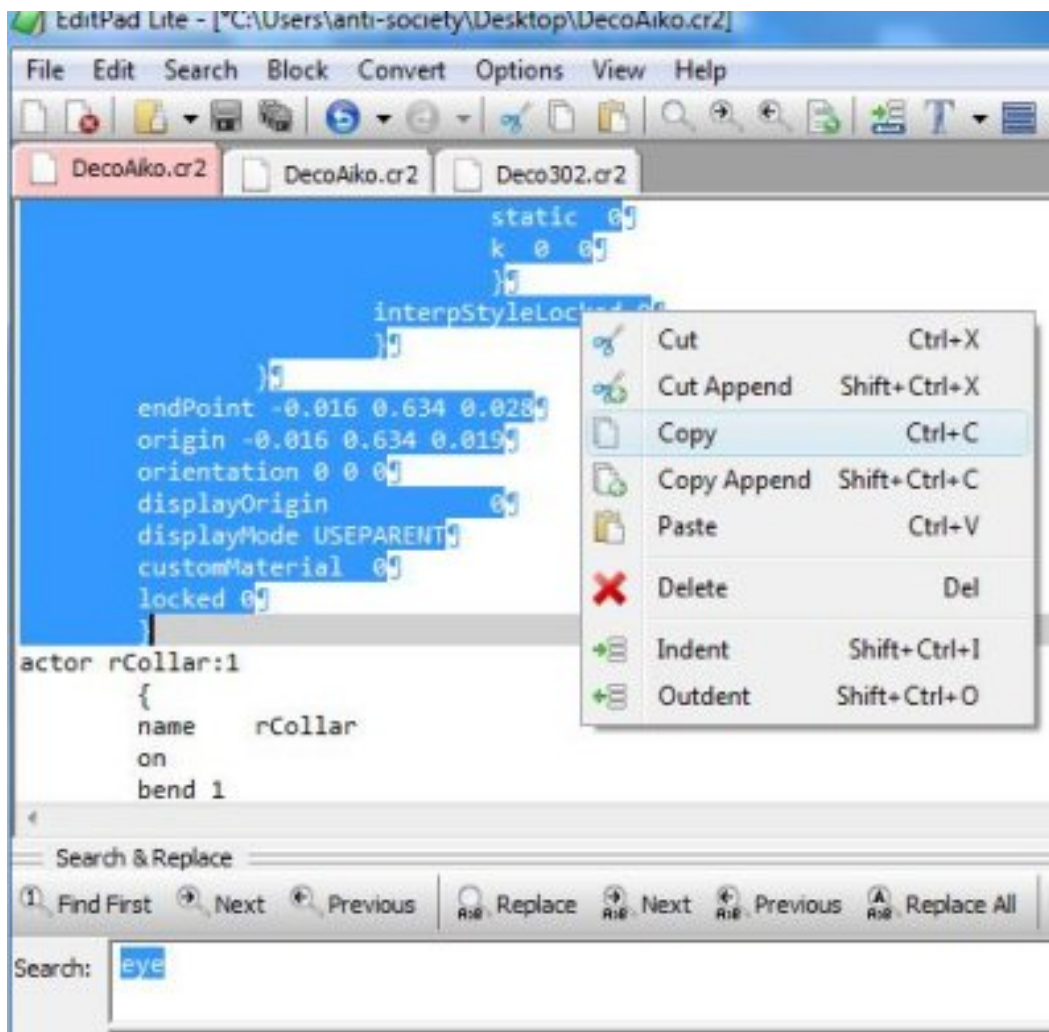 EditPad Lite - [*C:\Users\anti-society\Desktop\DecoAiko.cr2]
File Edit Search Block Convert Options View Help
DecoAiko.cr2 DecoAiko.cr2 Deco302.cr2
static 0¶
k 0 0¶
}¶
interpStyleLocked 0¶
}¶
}¶
endPoint -0.016 0.634 0.028¶
origin -0.016 0.634 0.019¶
orientation 0 0 0¶
displayOrigin 0¶
displayMode USEPARENT¶
customMaterial 0¶
locked 0¶
}
actor rCollar:1
{
name rCollar
on
bend 1
Cut Ctrl+X
Cut Append Shift+Ctrl+X
Copy Ctrl+C
Copy Append Shift+Ctrl+C
Paste Ctrl+V
Delete Del
Indent Shift+Ctrl+I
Outdent Shift+Ctrl+O
Search & Replace
Find First Next Previous Replace Next Previous Replace All
Search: eye